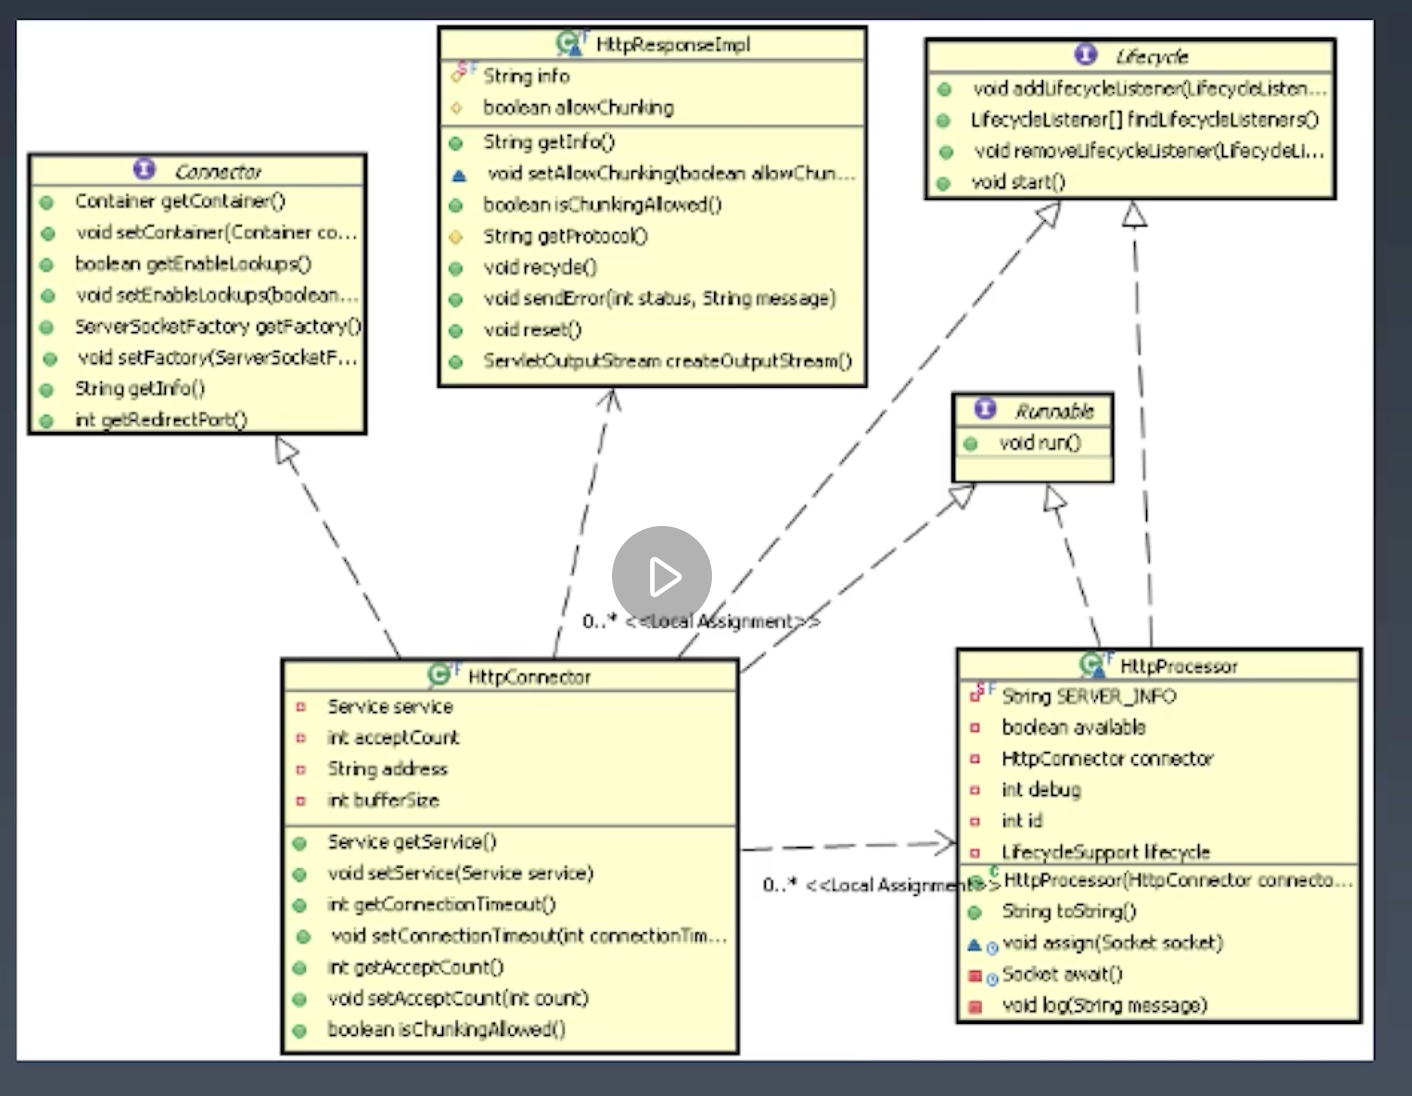 HttpResponseImpl
String info
boolean allowChunking
String getInfo()
void setAllowChunking(boolean allowChun...
boolean isChunkingAllowed()
String getProtocol()
void recycle()
void sendError(int status, String message)
void reset()
ServletOutputStream createOutputStream()
Lifecycle
void addLifecycleListener(LifecycleListen...
LifecycleListener[] findLifecycleListeners()
void removeLifecycleListener(LifecycleLi...
void start()
Connector
Container getContainer()
void setContainer(Container co...
boolean getEnableLookups()
void setEnableLookups(boolean...
ServerSocketFactory getFactory()
void setFactory(ServerSocketF...
String getInfo()
int getRedirectPort()
Runnable
void run()
0..* <<Local Assignment>>
HttpConnector
Service service
int acceptCount
String address
int bufferSize
Service getService()
void setService(Service service)
int getConnectionTimeout()
void setConnectionTimeout(int connectionTim...
int getAcceptCount()
void setAcceptCount(int count)
boolean isChunkingAllowed()
0..* <<Local Assignment>>
HttpProcessor
String SERVER_INFO
boolean available
HttpConnector connector
int debug
int id
LifecycleSupport lifecycle
HttpProcessor(HttpConnector connecto...
String toString()
void assign(Socket socket)
Socket await()
void log(String message)